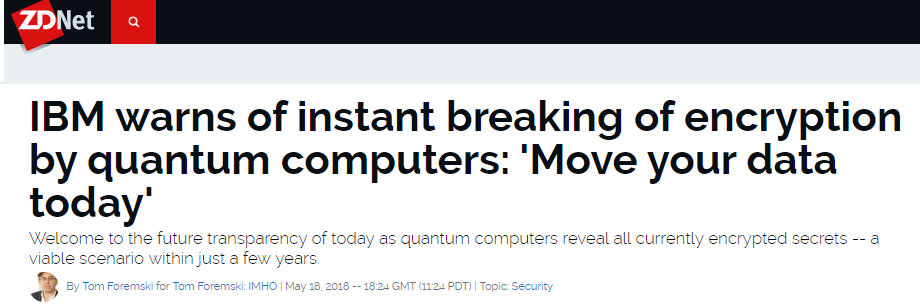 ZDNet
IBM warns of instant breaking of encryption
by quantum computers: 'Move your data
today'
Welcome to the future transparency of today as quantum computers reveal all currently encrypted secrets -- a
viable scenario within just a few years.
By Tom Foremski for Tom Foremski: IMHO | May 18, 2018 -- 18:24 GMT (11:24 PDT) | Topic: Security